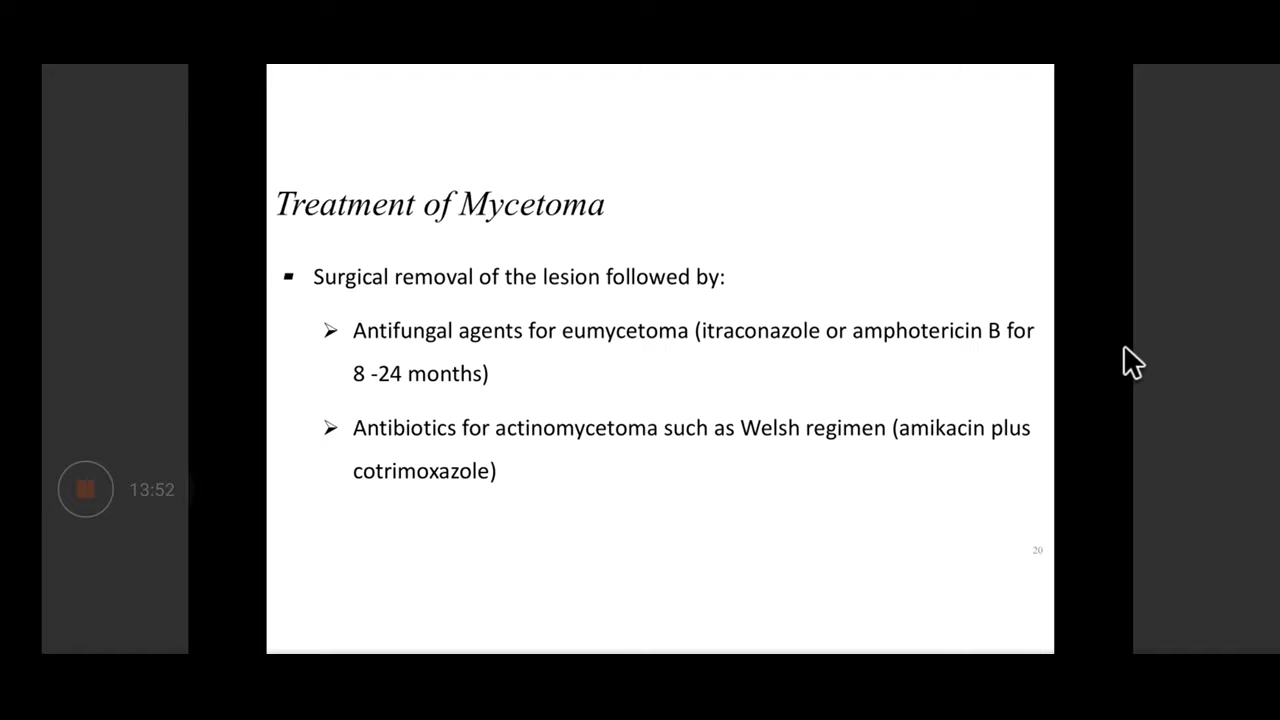 Treatment of Mycetoma
▪ Surgical removal of the lesion followed by:
➢ Antifungal agents for eumycetoma (itraconazole or amphotericin B for
8 -24 months)
➢ Antibiotics for actinomycetoma such as Welsh regimen (amikacin plus
cotrimoxazole)
13:52
20